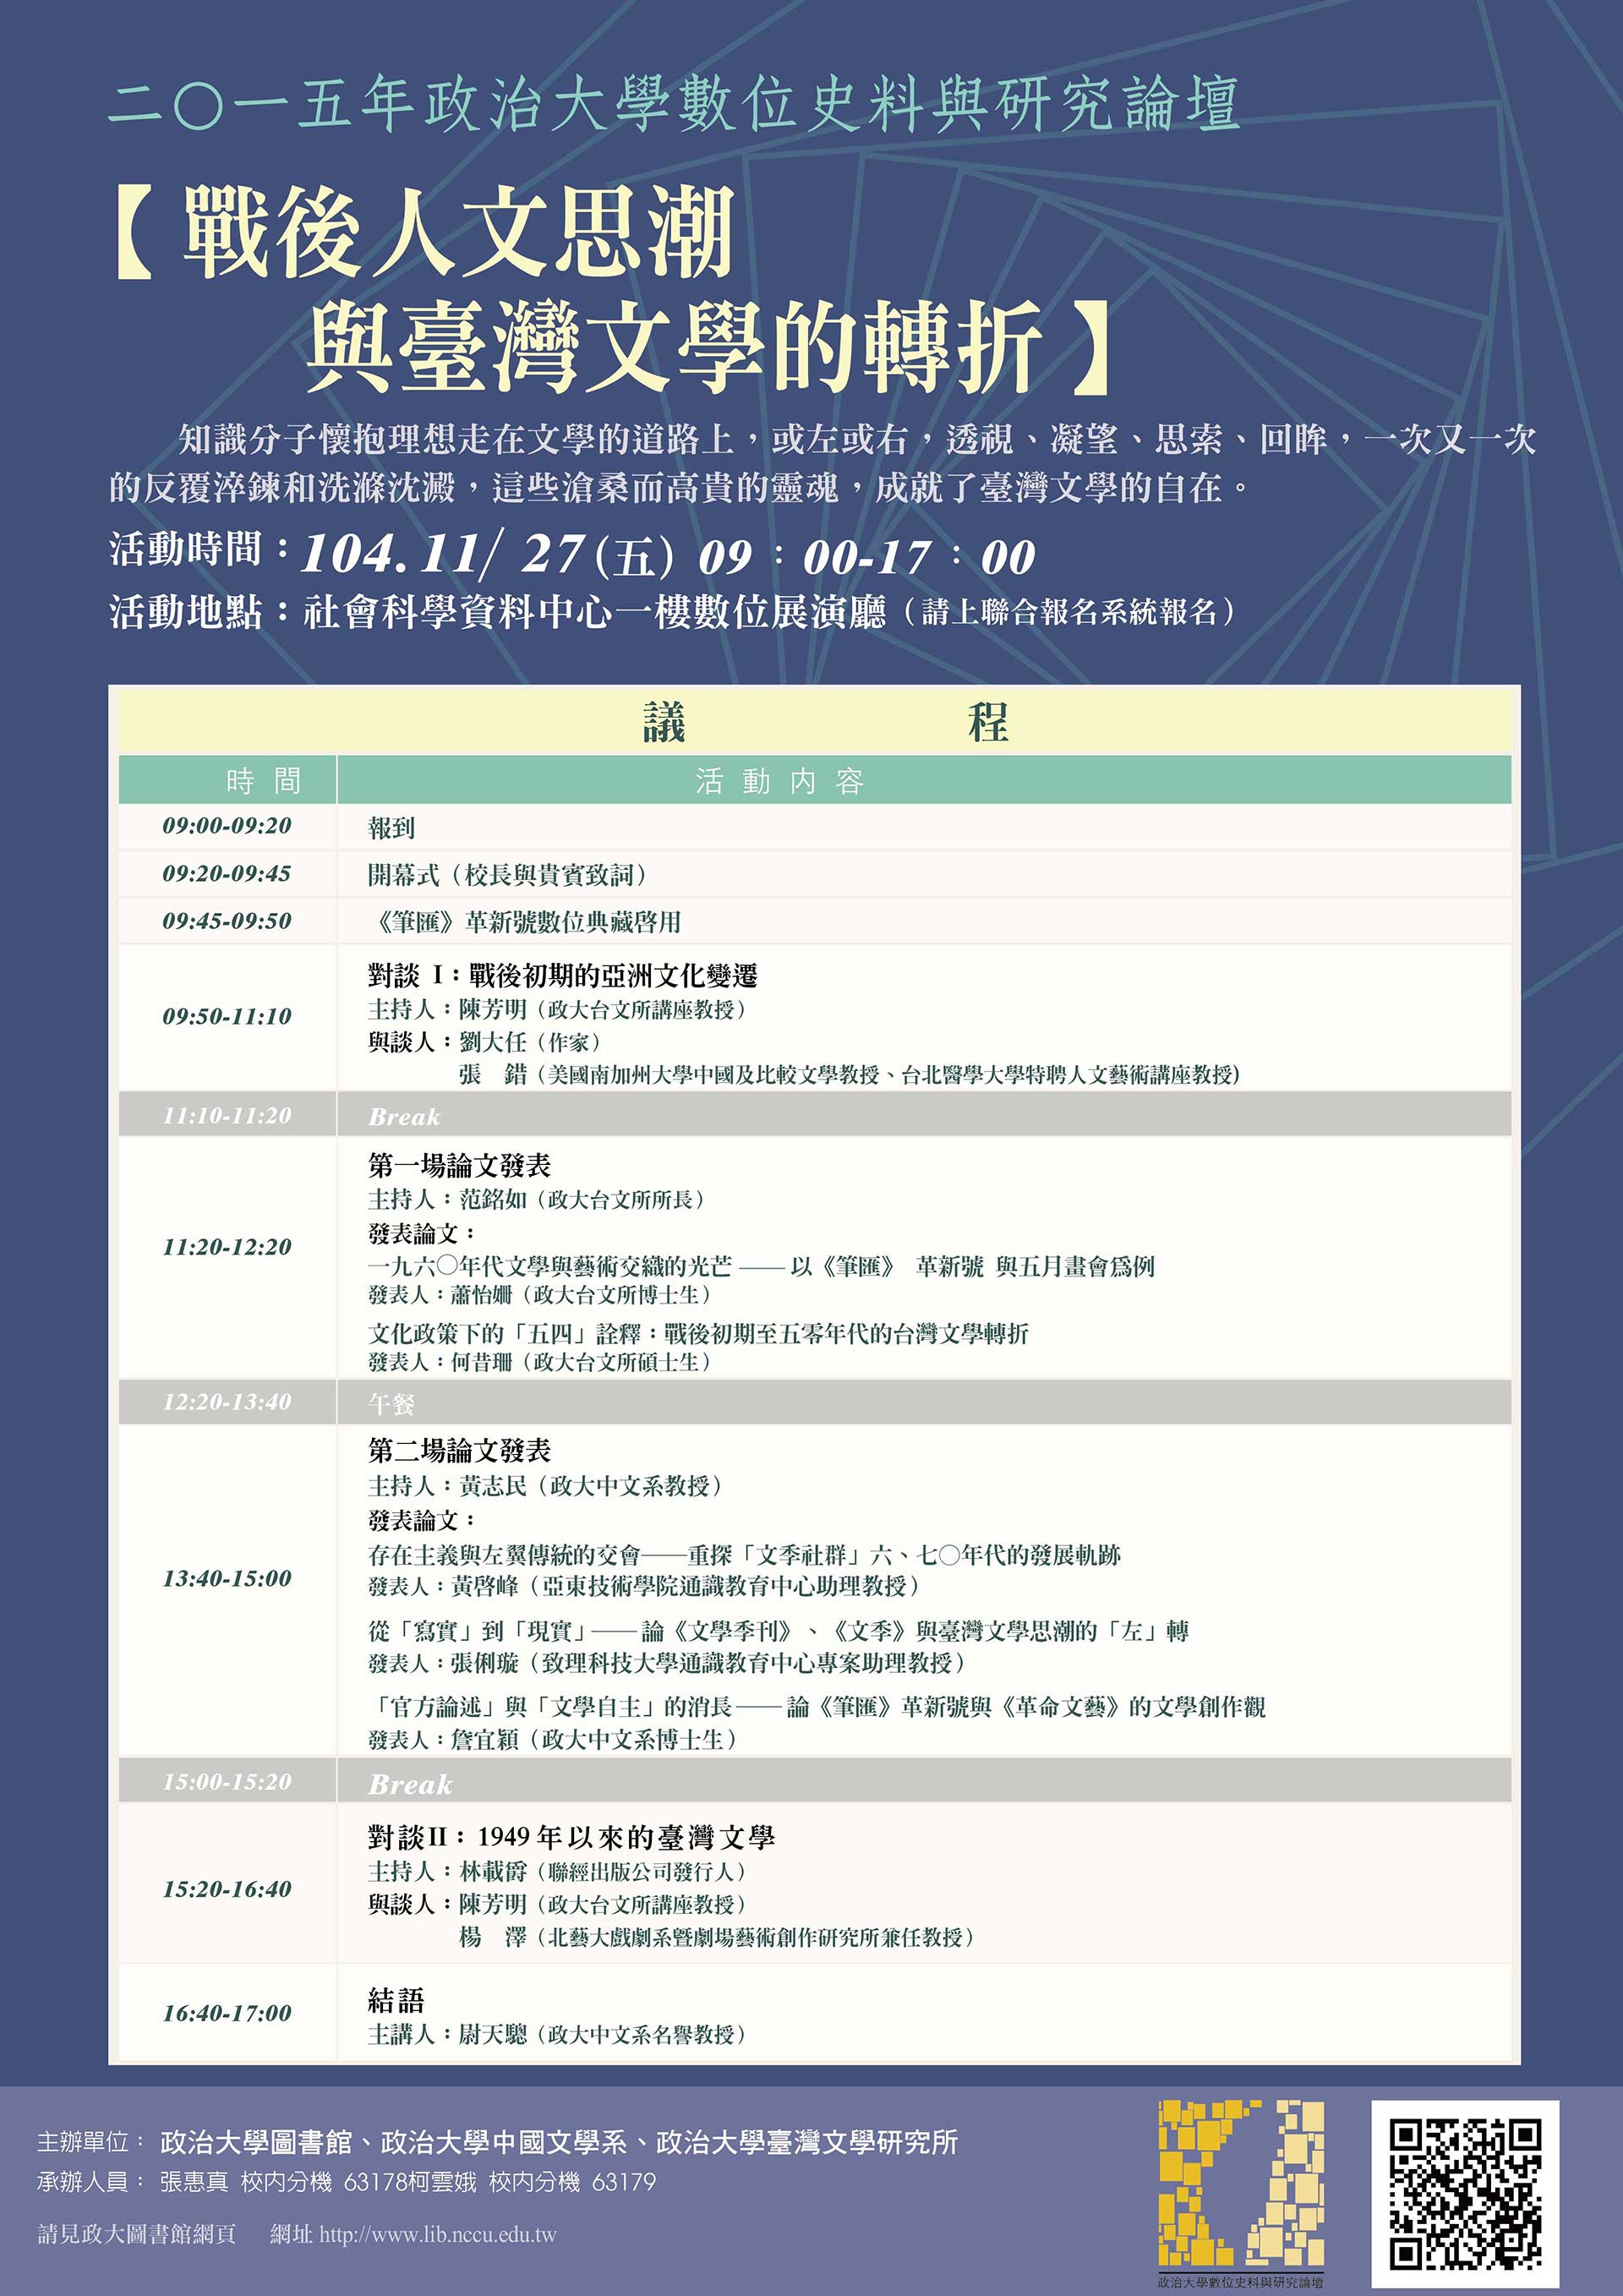 二〇一五年政治大學數位史料與研究論壇
【戰後人文思潮
與臺灣文學的轉折】
知識分子懷抱理想走在文學的道路上，或左或右，透視、凝望、思索、回眸，一次又一次
的反覆淬鍊和洗滌沈澱，這些滄桑而高貴的靈魂，成就了臺灣文學的自在。
活動時間：104.11/ 27(五) 09：00-17：00
活動地點：社會科學資料中心一樓數位展演廳（請上聯合報名系統報名）
議 程
時 間 活 動 內 容
09:00-09:20 報到
09:20-09:45 開幕式（校長與貴賓致詞）
09:45-09:50 《筆匯》革新號數位典藏啓用
09:50-11:10
對談 I：戰後初期的亞洲文化變遷
主持人：陳芳明（政大台文所講座教授）
與談人：劉大任（作家）
張 錯（美國南加州大學中國及比較文學教授、台北醫學大學特聘人文藝術講座教授)
11:10-11:20 Break
11:20-12:20
第一場論文發表
主持人：范銘如（政大台文所所長）
發表論文：
一九六〇年代文學與藝術交織的光芒 —— 以《筆匯》 革新號 與五月畫會爲例
發表人：蕭怡姍（政大台文所博士生）
文化政策下的「五四」詮釋：戰後初期至五零年代的台灣文學轉折
發表人：何昔珊（政大台文所碩士生）
12:20-13:40 午餐
13:40-15:00
第二場論文發表
主持人：黃志民（政大中文系教授）
發表論文：
存在主義與左翼傳統的交會——重探「文季社群」六、七〇年代的發展軌跡
發表人：黃啓峰（亞東技術學院通識教育中心助理教授）
從「寫實」到「現實」——論《文學季刊》、《文季》與臺灣文學思潮的「左」轉
發表人：張俐璇（致理科技大學通識教育中心專案助理教授）
「官方論述」與「文學自主」的消長——論《筆匯》革新號與《革命文藝》的文學創作觀
發表人：詹宜穎（政大中文系博士生）
15:00-15:20 Break
15:20-16:40
對談II：1949年以來的臺灣文學
主持人：林載爵（聯經出版公司發行人）
與談人：陳芳明（政大台文所講座教授）
楊 澤（北藝大戲劇系暨劇場藝術創作研究所兼任教授）
16:40-17:00
結語
主講人：尉天驄（政大中文系名譽教授）
主辦單位： 政治大學圖書館、政治大學中國文學系、政治大學臺灣文學研究所
承辦人員： 張惠真 校內分機 63178柯雲娥 校內分機 63179
請見政大圖書館網頁 網址 http://www.lib.nccu.edu.tw
政治大學數位史料與研究論壇